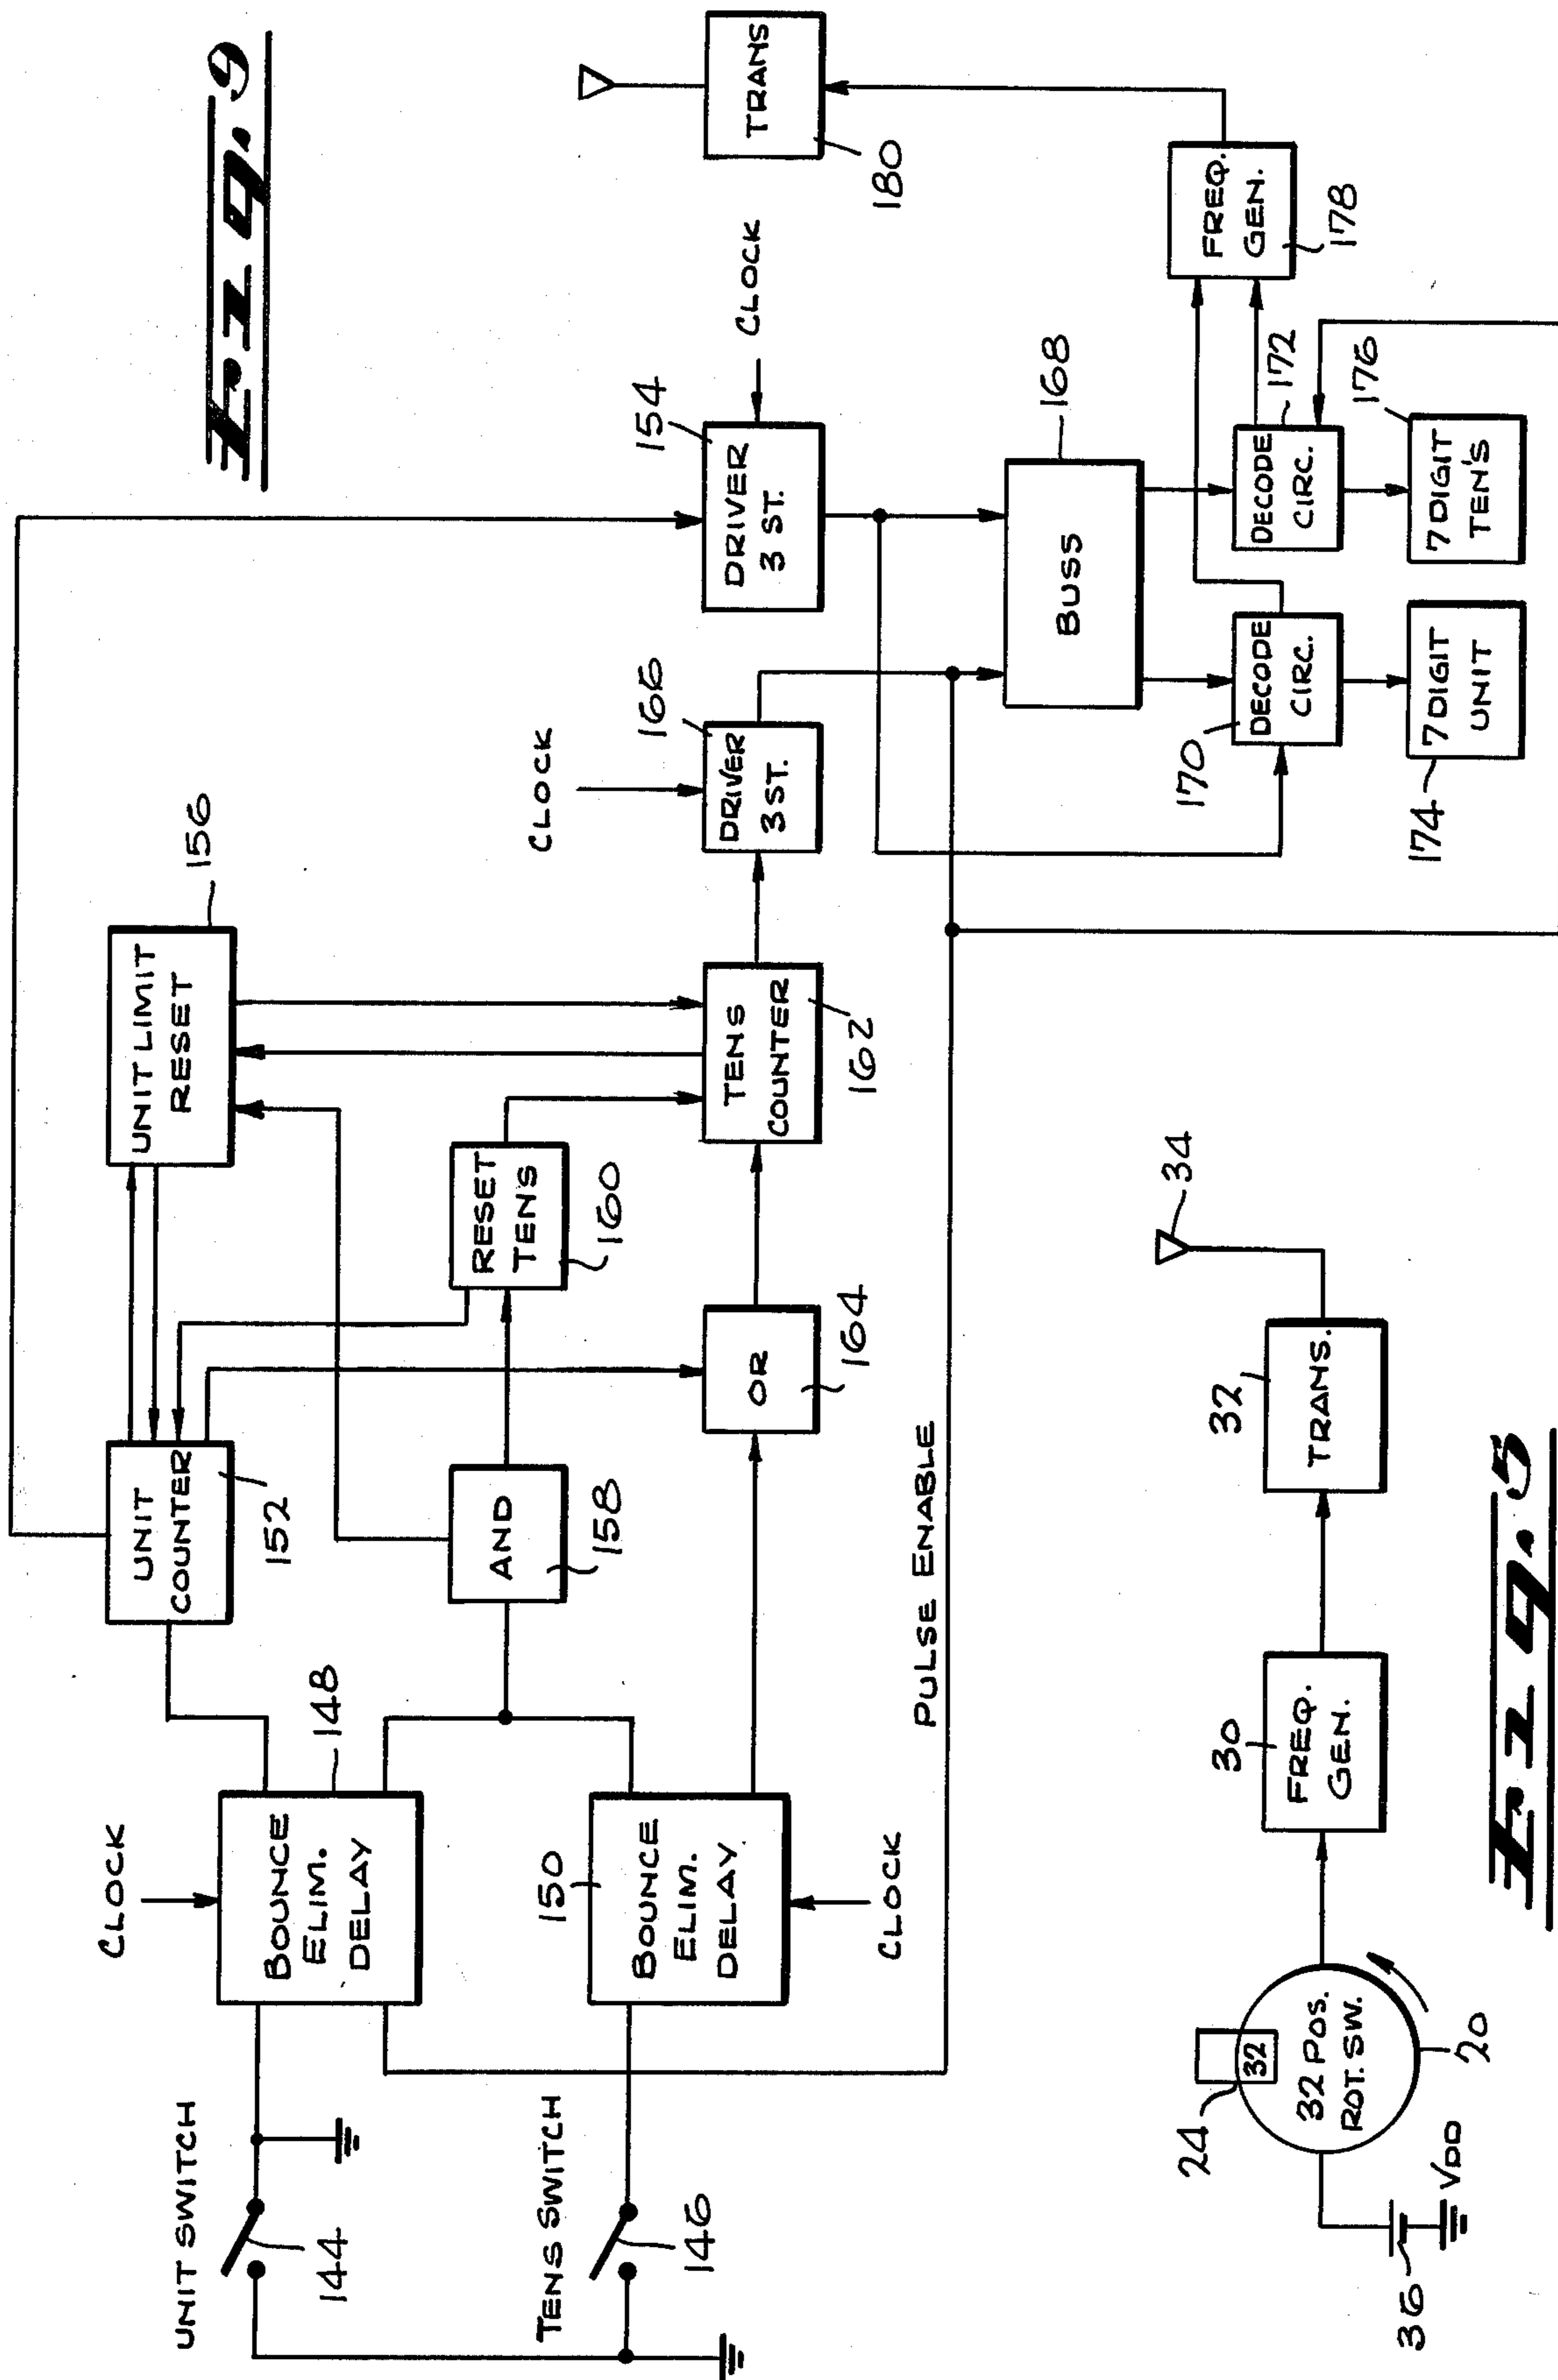 Fig. 9
UNIT SWITCH
144
TENS SWITCH
146
CLOCK
BOUNCE
ELIM.
DELAY
148
150
BOUNCE
ELIM.
DELAY
CLOCK
UNIT
COUNTER
152
AND
158
OR
164
RESET
TENS
160
UNIT LIMIT
RESET
156
TENS
COUNTER
162
CLOCK
DRIVER
3 ST.
166
DRIVER
3 ST.
154
CLOCK
PULSE ENABLE
BUSS
168
DECODE
CIRC.
170
DECODE
CIRC.
172
7 DIGIT
UNIT
174
7 DIGIT
TEN'S
176
FREQ.
GEN.
178
TRANS
180
Fig. 5
36
VDD
24
32
32 POS.
ROT. SW.
20
30
FREQ.
GEN.
32
TRANS.
34